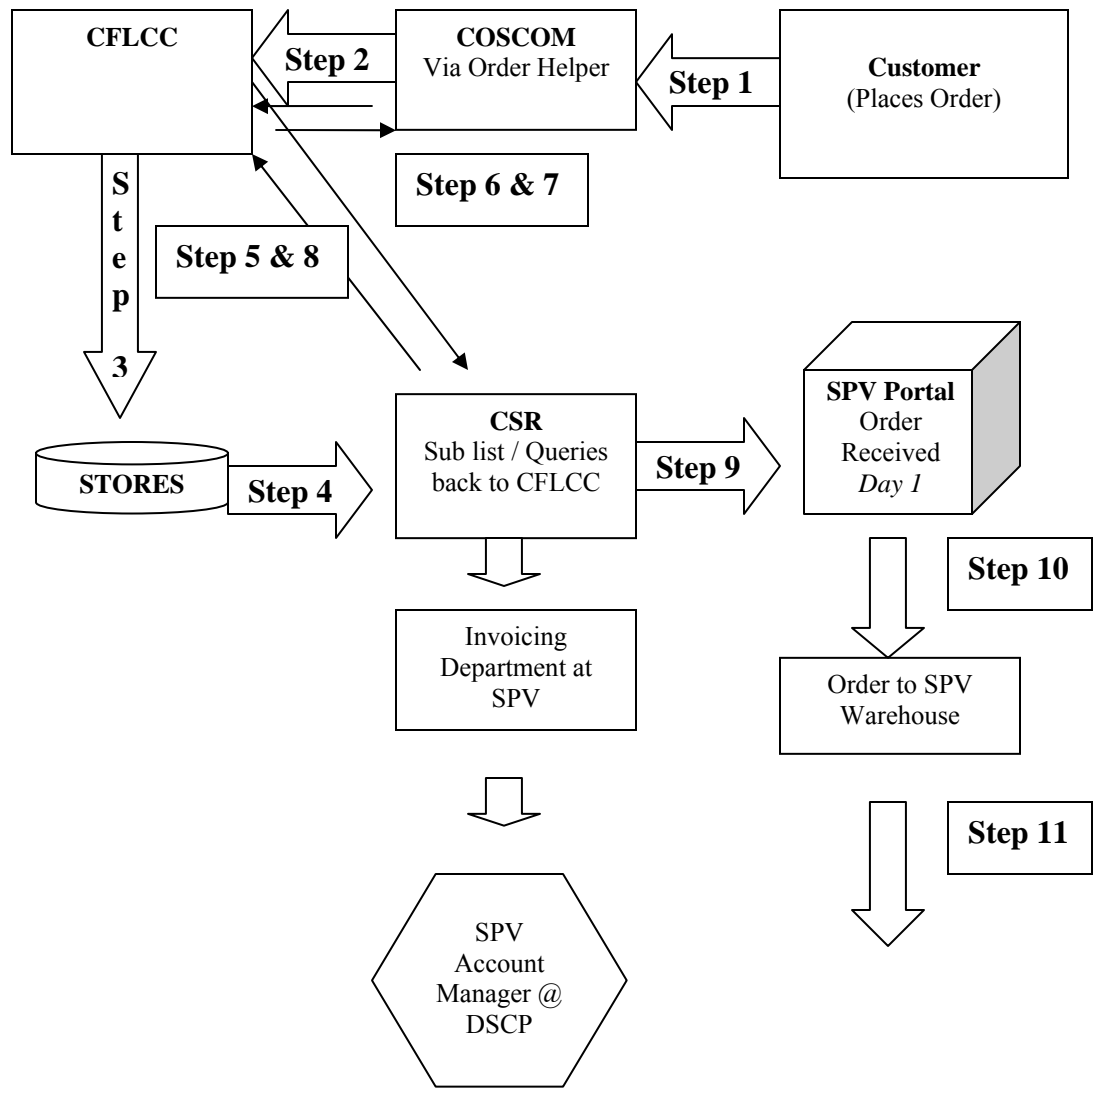 CFLCC
Step 2
COSCOM
Via Order Helper
Step 1
Customer
(Places Order)
Step 6 & 7
S
t
e
p
3
Step 5 & 8
STORES
Step 4
CSR
Sub list / Queries
back to CFLCC
Step 9
SPV Portal
Order
Received
Day 1
Step 10
Invoicing
Department at
SPV
Order to SPV
Warehouse
Step 11
SPV
Account
Manager @
DSCP